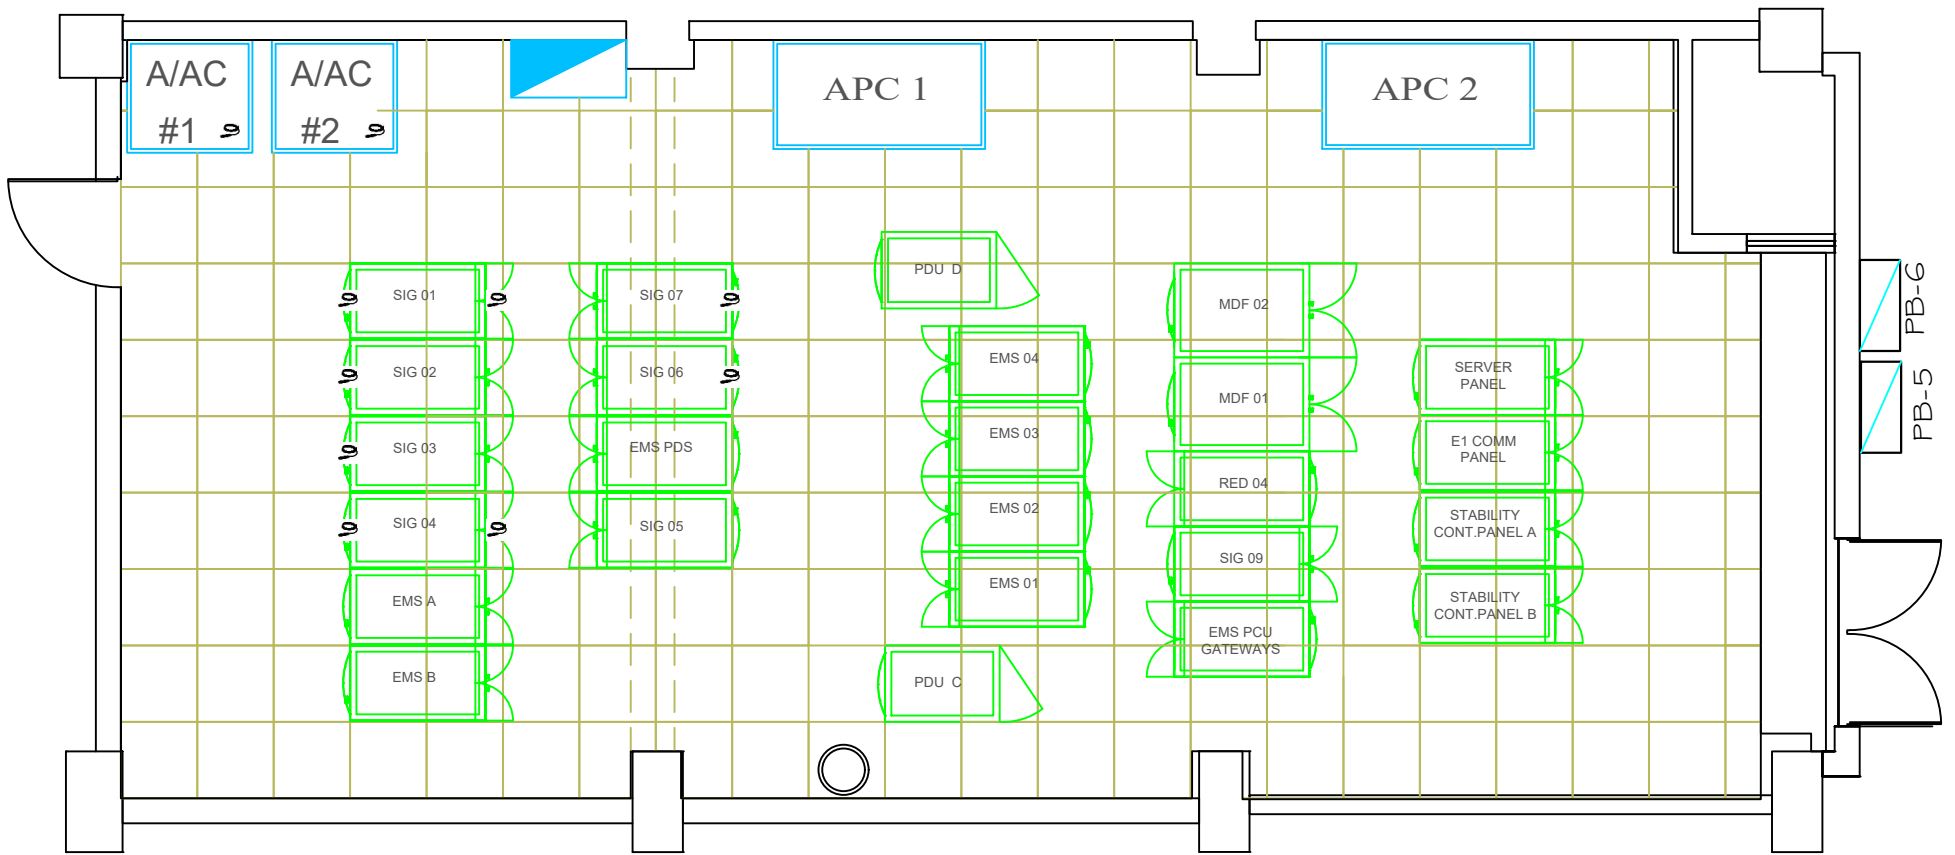 A/AC
#1
A/AC
#2
APC 1
APC 2
PDU D
SIG 01
SIG 02
SIG 03
SIG 04
EMS A
EMS B
SIG 07
SIG 06
EMS PDS
SIG 05
EMS 04
EMS 03
EMS 02
EMS 01
PDU C
MDF 02
MDF 01
RED 04
SIG 09
EMS PCU
GATEWAYS
SERVER
PANEL
E1 COMM
PANEL
STABILITY
CONT.PANEL A
STABILITY
CONT.PANEL B
PB-6
PB-5